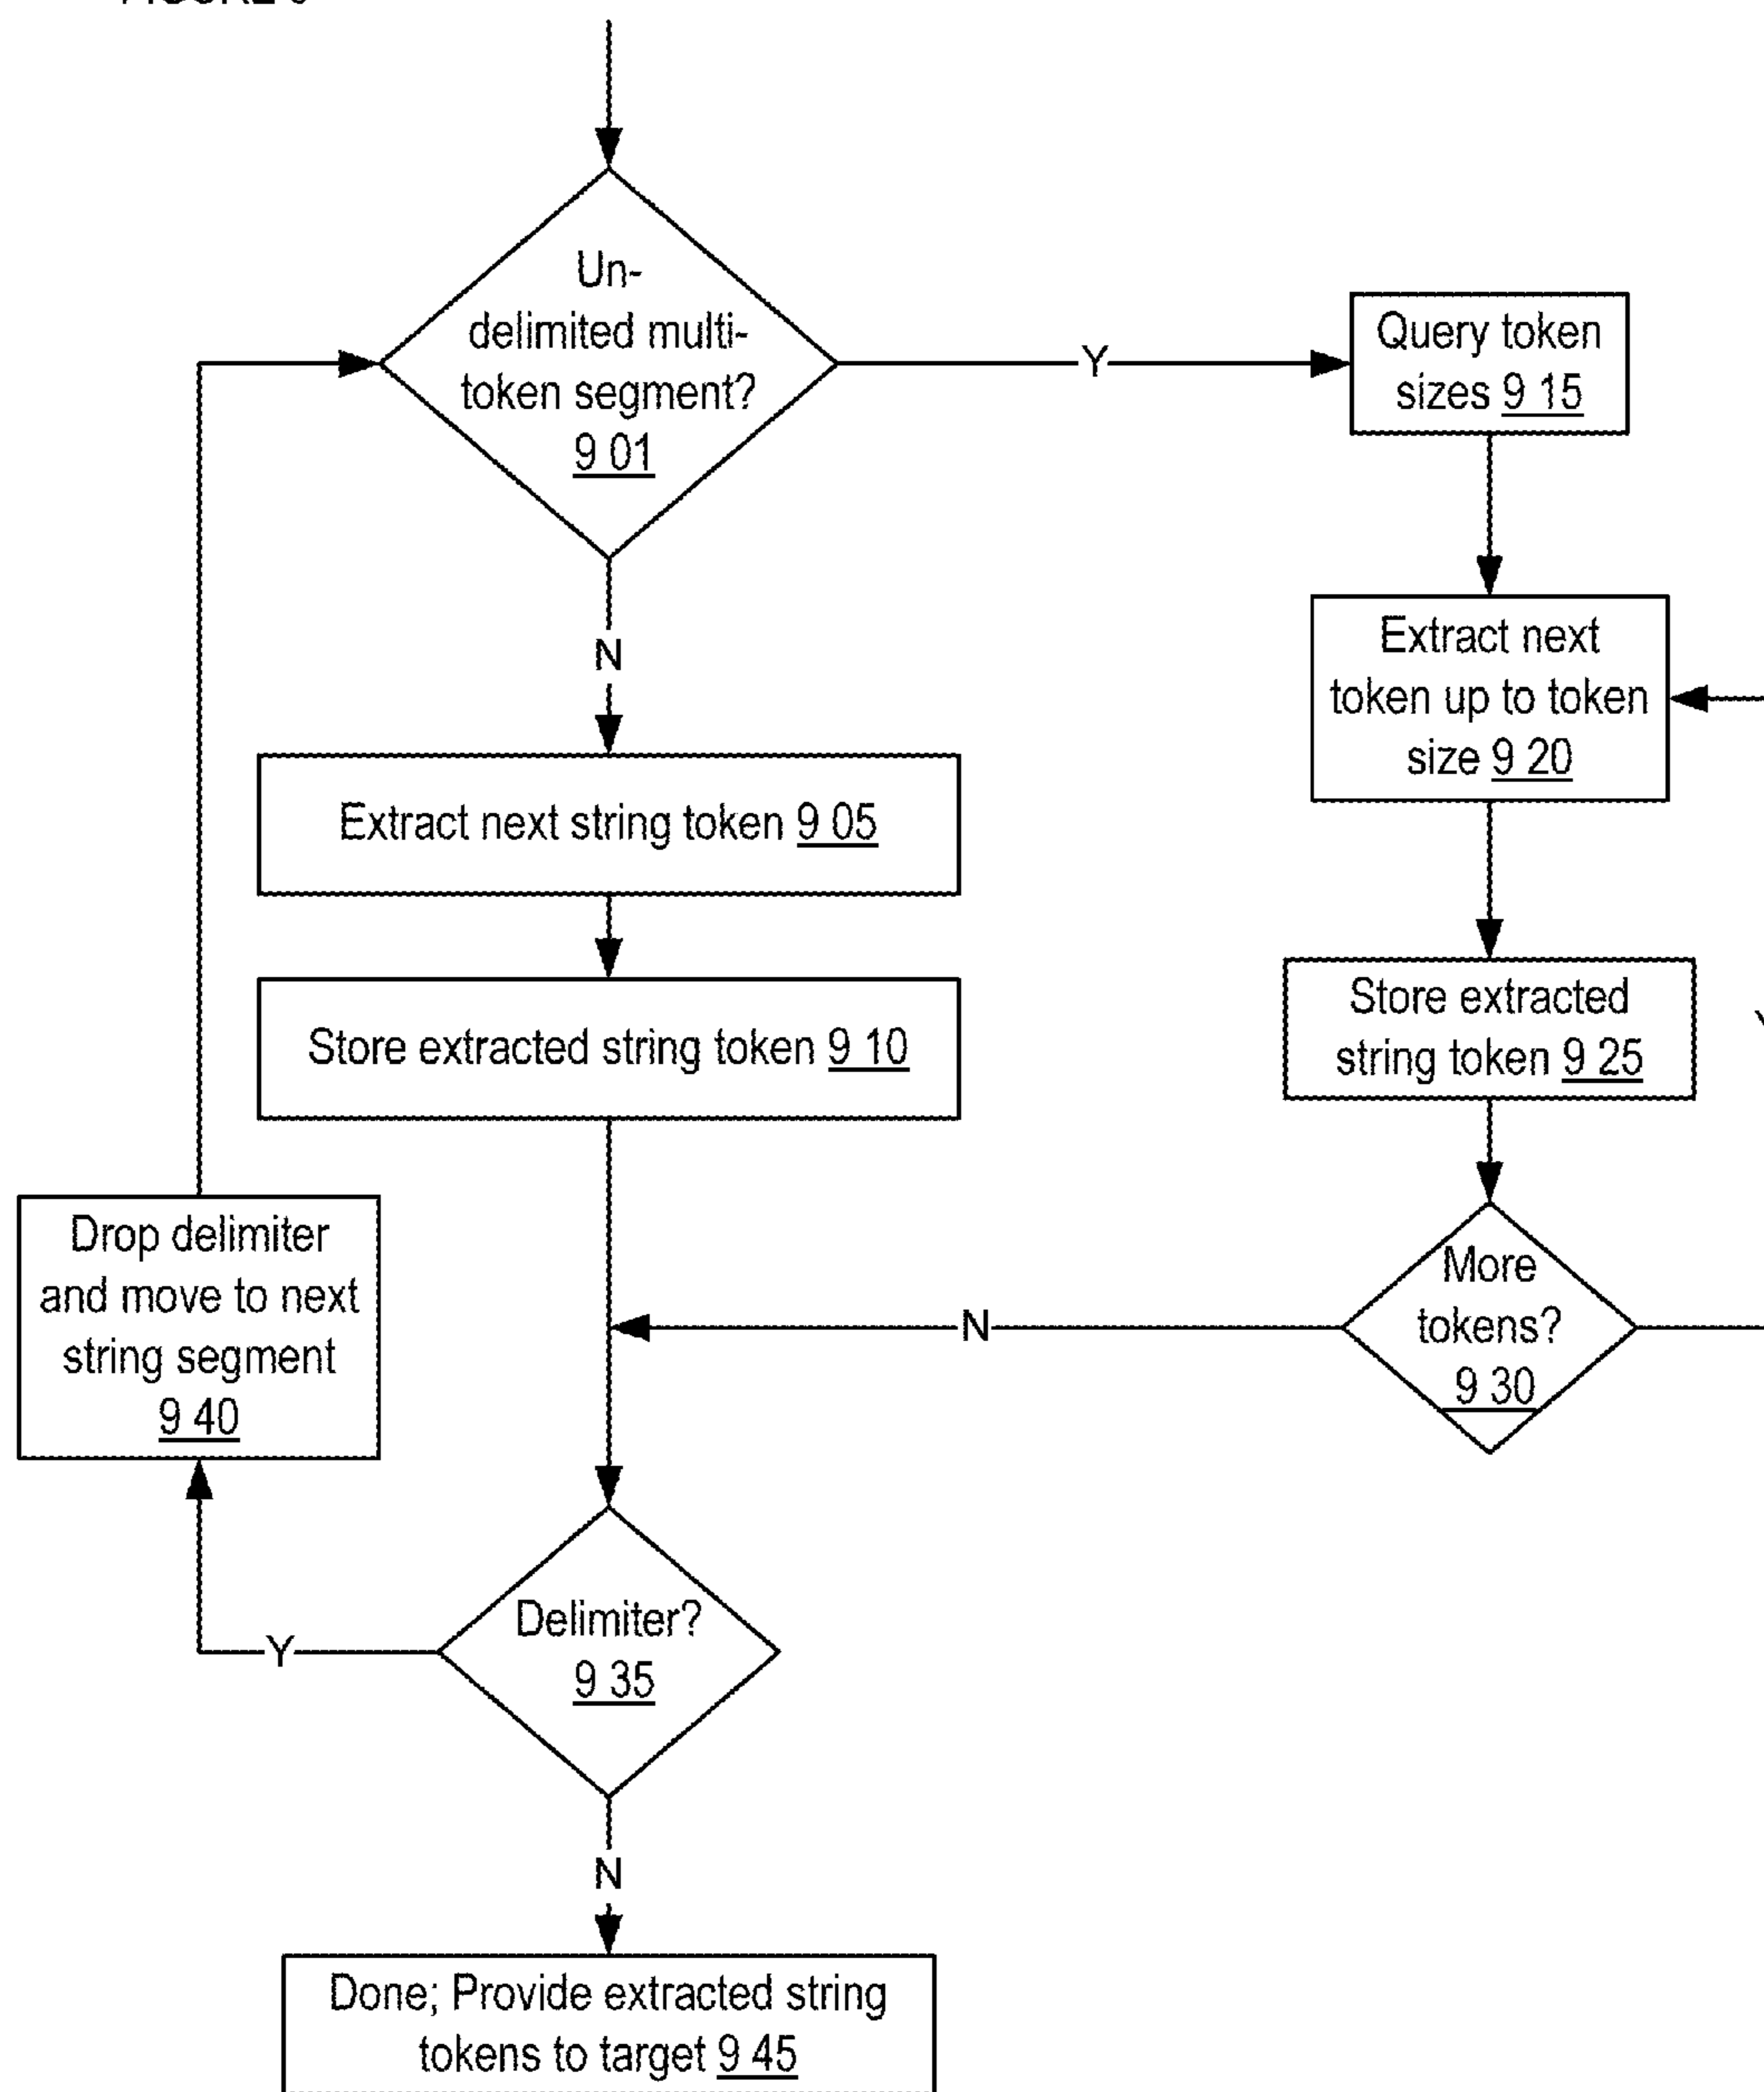 Un-
delimited multi-
token segment?
9 01
Y
Query token
sizes 9 15
N
Extract next
token up to token
size 9 20
Extract next string token 9 05
Store extracted
string token 9 25
Store extracted string token 9 10
Drop delimiter
and move to next
string segment
9 40
More
tokens?
9 30
N
Delimiter?
9 35
Y
N
Done; Provide extracted string
tokens to target 9 45